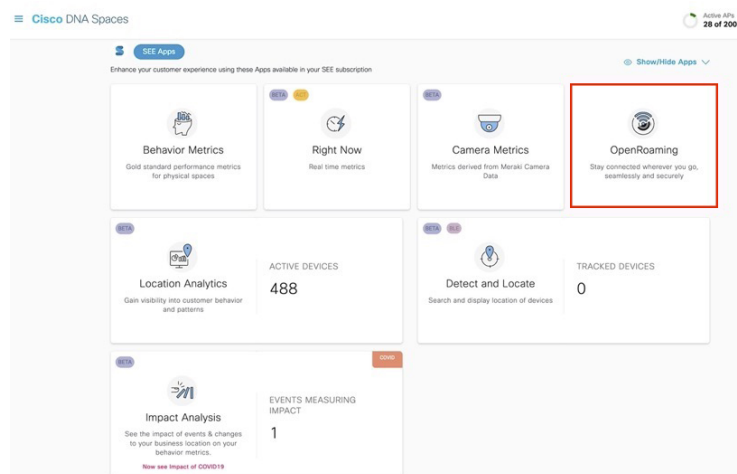 Cisco DNA Spaces
Active APs
28 of 200
SEE Apps
Show/Hide Apps
Enhance your customer experience using these Apps available in your SEE subscription
BETA
Behavior Metrics
Gold standard performance metrics
for physical spaces
BETA ACT
Right Now
Real time metrics
BETA
Camera Metrics
Metrics derived from Meraki Camera
Data
OpenRoaming
Stay connected wherever you go,
seamlessly and securely
BETA
Location Analytics
Gain visibility into customer behavior
and patterns
ACTIVE DEVICES
488
BETA BLE
Detect and Locate
Search and display location of devices
TRACKED DEVICES
0
BETA
COVID
Impact Analysis
See the impact of events & changes
to your business location on your
behavior metrics.
Now see Impact of COVID19
EVENTS MEASURING
IMPACT
1